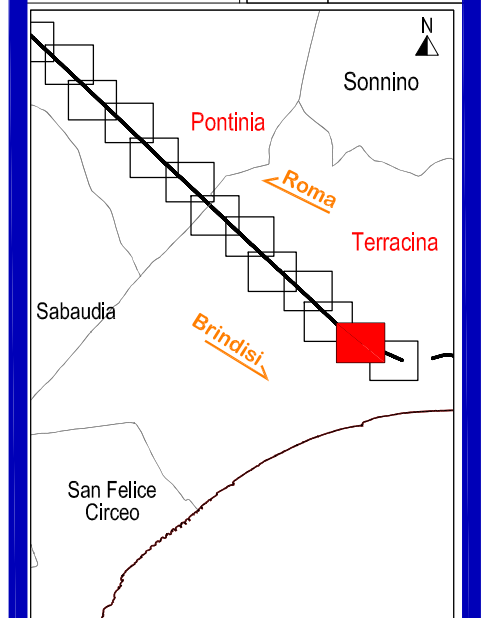 N
Sonnino
Pontinia
Roma
Terracina
Sabaudia
Brindisi
San Felice
Circeo